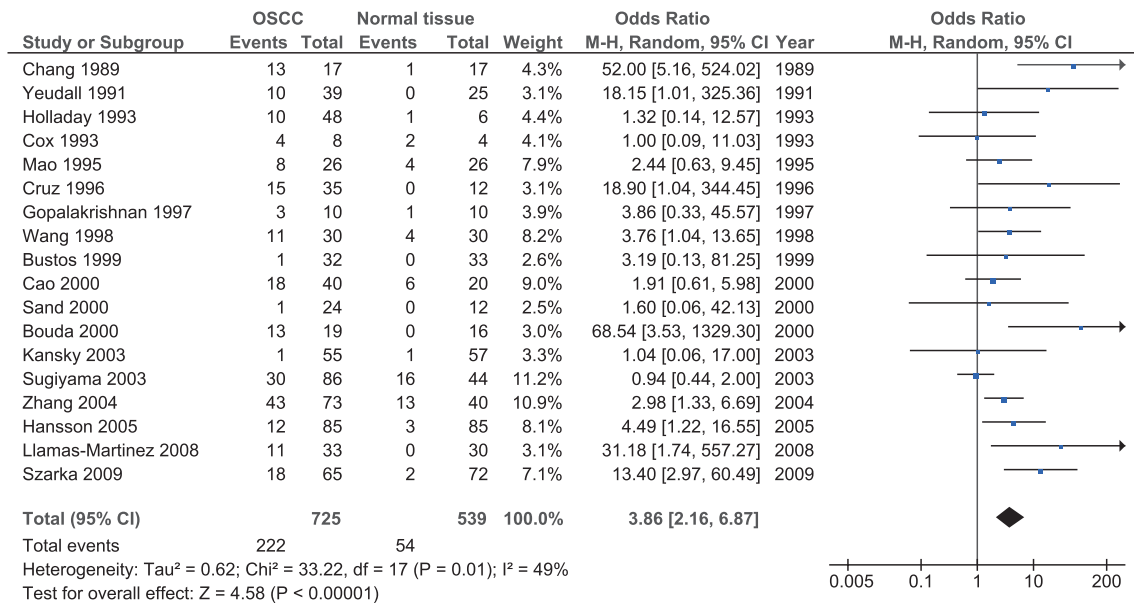 OSCC Normal tissue Odds Ratio Odds Ratio
Study or Subgroup Events Total Events Total Weight M-H, Random, 95% CI Year M-H, Random, 95% CI
Chang 1989 13 17 1 17 4.3% 52.00 [5.16, 524.02] 1989
Yeudall 1991 10 39 0 25 3.1% 18.15 [1.01, 325.36] 1991
Holladay 1993 10 48 1 6 4.4% 1.32 [0.14, 12.57] 1993
Cox 1993 4 8 2 4 4.1% 1.00 [0.09, 11.03] 1993
Mao 1995 8 26 4 26 7.9% 2.44 [0.63, 9.45] 1995
Cruz 1996 15 35 0 12 3.1% 18.90 [1.04, 344.45] 1996
Gopalakrishnan 1997 3 10 1 10 3.9% 3.86 [0.33, 45.57] 1997
Wang 1998 11 30 4 30 8.2% 3.76 [1.04, 13.65] 1998
Bustos 1999 1 32 0 33 2.6% 3.19 [0.13, 81.25] 1999
Cao 2000 18 40 6 20 9.0% 1.91 [0.61, 5.98] 2000
Sand 2000 1 24 0 12 2.5% 1.60 [0.06, 42.13] 2000
Bouda 2000 13 19 0 16 3.0% 68.54 [3.53, 1329.30] 2000
Kansky 2003 1 55 1 57 3.3% 1.04 [0.06, 17.00] 2003
Sugiyama 2003 30 86 16 44 11.2% 0.94 [0.44, 2.00] 2003
Zhang 2004 43 73 13 40 10.9% 2.98 [1.33, 6.69] 2004
Hansson 2005 12 85 3 85 8.1% 4.49 [1.22, 16.55] 2005
Llamas-Martinez 2008 11 33 0 30 3.1% 31.18 [1.74, 557.27] 2008
Szarka 2009 18 65 2 72 7.1% 13.40 [2.97, 60.49] 2009
Total (95% CI) 725 539 100.0% 3.86 [2.16, 6.87]
Total events 222 54
Heterogeneity: Tau² = 0.62; Chi² = 33.22, df = 17 (P = 0.01); I² = 49%
Test for overall effect: Z = 4.58 (P < 0.00001)
0.005 0.1 1 10 200